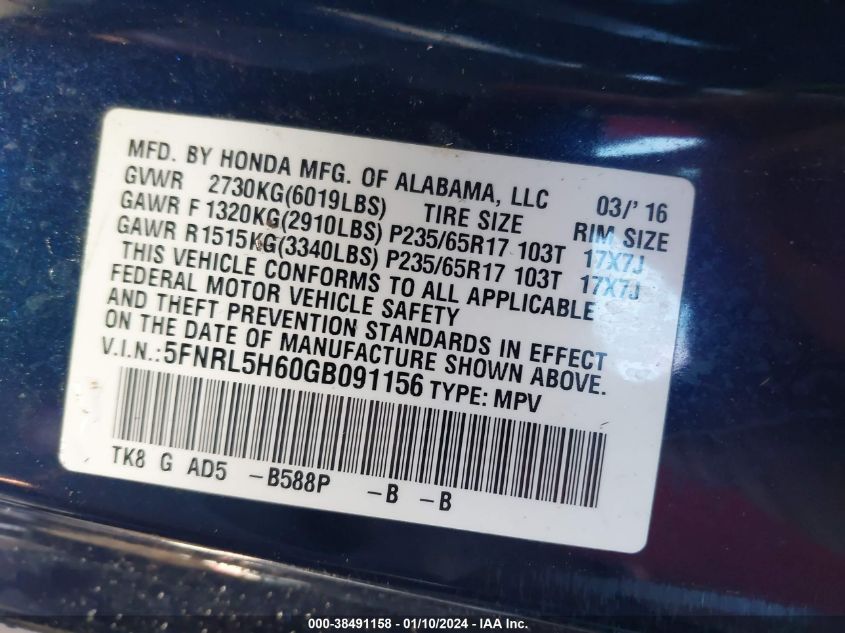 MFD. BY HONDA MFG. OF ALABAMA, LLC 03/' 16
GVWR 2730KG(6019LBS) TIRE SIZE RIM SIZE
GAWR F 1320KG(2910LBS) P235/65R17 103T 17X7J
GAWR R1515KG(3340LBS) P235/65R17 103T 17X7J
THIS VEHICLE CONFORMS TO ALL APPLICABLE
FEDERAL MOTOR VEHICLE SAFETY
AND THEFT PREVENTION STANDARDS IN EFFECT
ON THE DATE OF MANUFACTURE SHOWN ABOVE.
V.I.N.:5FNRL5H60GB091156 TYPE: MPV
TK8 G AD5 -B588P -B -B
000-38491158 - 01/10/2024 - IAA Inc.